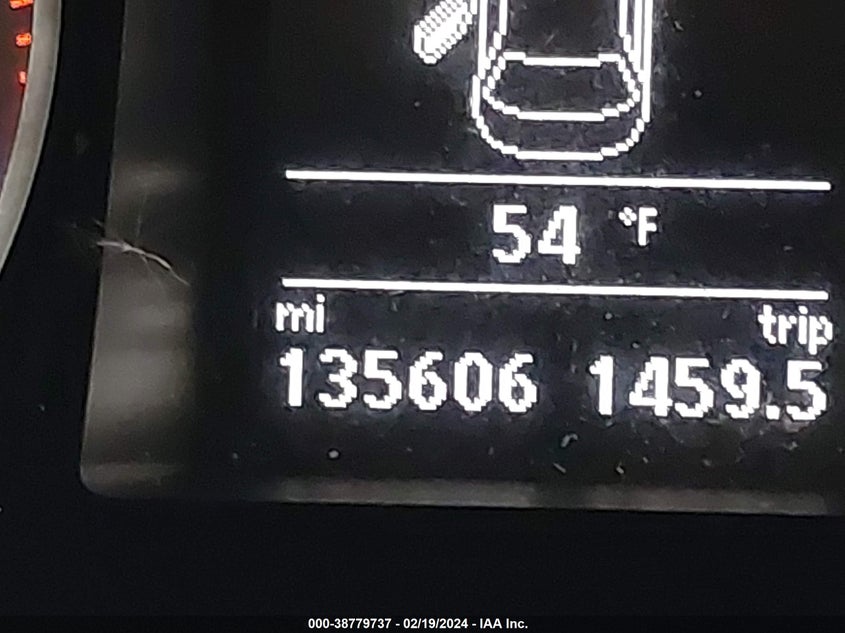 54 °F
mi trip
135606 1459.5
000-38779737 - 02/19/2024 - IAA Inc.